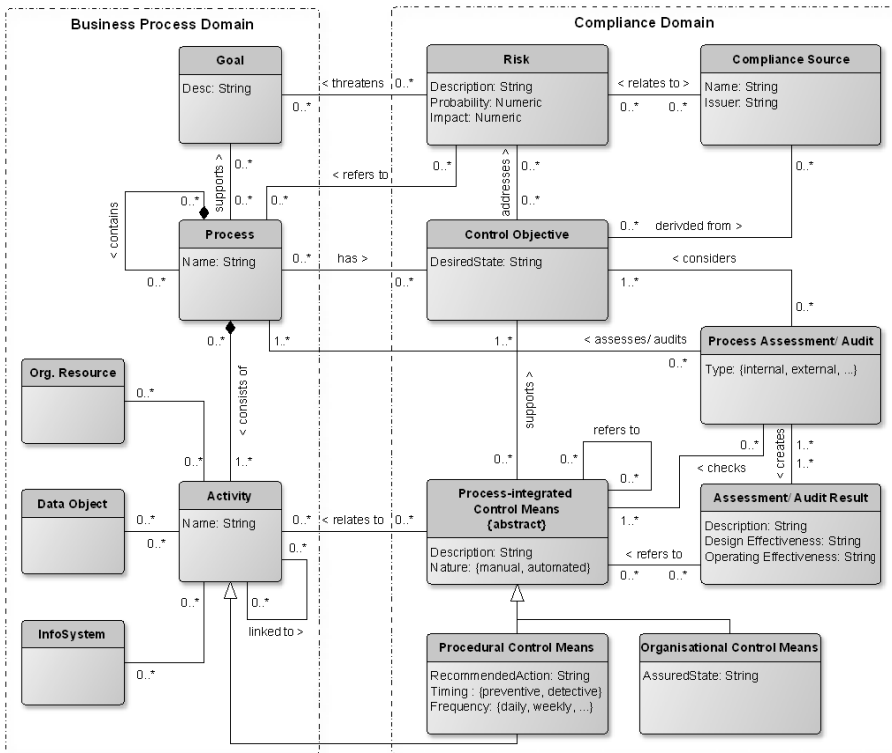 Business Process Domain
Compliance Domain
Goal
Desc: String
< threatens
0..*
0..*
Risk
Description: String
Probability: Numeric
Impact: Numeric
< relates to >
0..*
0..*
Compliance Source
Name: String
Issuer: String
0..*
supports >
0..*
< refers to
0..*
0..*
0..*
addresses >
0..*
0..*
0..*
< contains
0..*
Process
Name: String
0..*
has >
0..*
Control Objective
DesiredState: String
0..*
derivded from >
< considers
1..*
0..*
0..*
1..*
< assesses/ audits
0..*
1..*
Process Assessment/ Audit
Type: {internal, external, ...}
Org. Resource
0..*
0..*
< consists of
1..*
supports >
0..*
refers to
0..*
0..*
0..*
< checks
1..*
< creates
1..*
1..*
Data Object
0..*
0..*
Activity
Name: String
0..*
< relates to
0..*
Process-integrated
Control Means
{abstract}
Description: String
Nature: {manual, automated}
Assessment/ Audit Result
Description: String
Design Effectiveness: String
Operating Effectiveness: String
< refers to
0..*
0..*
0..*
0..*
linked to >
0..*
InfoSystem
0..*
Procedural Control Means
RecommendedAction: String
Timing : {preventive, detective}
Frequency: {daily, weekly, ...}
Organisational Control Means
AssuredState: String